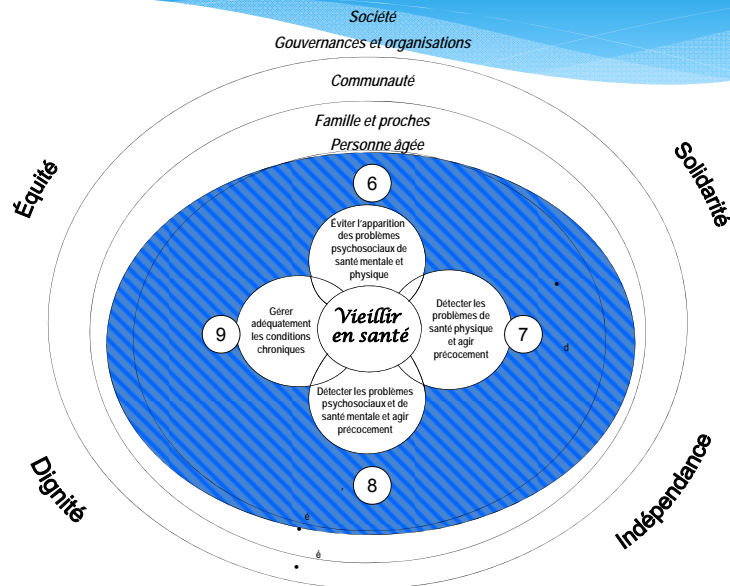 Société
Gouvernances et organisations
Communauté
Famille et proches
Personne âgée
Équité
Solidarité
6
Éviter l'apparition
des problèmes
psychosociaux de
santé mentale et
physique
9
Gérer
adéquatement
les conditions
chroniques
Vieillir
en santé
Détecter les
problèmes de
santé physique
et agir
précocement
7
d
Détecter les problèmes
psychosociaux et de
santé mentale et agir
précocement
8
Dignité
Indépendance
é
é